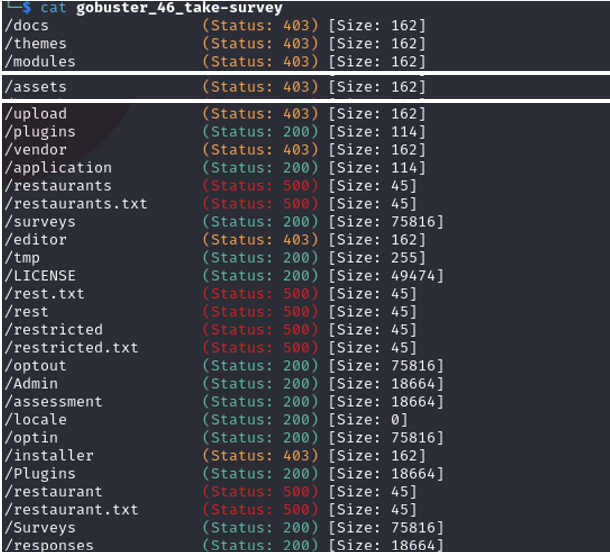 └─$ cat gobuster_46_take-survey
/docs (Status: 403) [Size: 162]
/themes (Status: 403) [Size: 162]
/modules (Status: 403) [Size: 162]
/assets (Status: 403) [Size: 162]
/upload (Status: 403) [Size: 162]
/plugins (Status: 200) [Size: 114]
/vendor (Status: 403) [Size: 162]
/application (Status: 200) [Size: 114]
/restaurants (Status: 500) [Size: 45]
/restaurants.txt (Status: 500) [Size: 45]
/surveys (Status: 200) [Size: 75816]
/editor (Status: 403) [Size: 162]
/tmp (Status: 200) [Size: 255]
/LICENSE (Status: 200) [Size: 49474]
/rest.txt (Status: 500) [Size: 45]
/rest (Status: 500) [Size: 45]
/restricted (Status: 500) [Size: 45]
/restricted.txt (Status: 500) [Size: 45]
/optout (Status: 200) [Size: 75816]
/Admin (Status: 200) [Size: 18664]
/assessment (Status: 200) [Size: 18664]
/locale (Status: 200) [Size: 0]
/optin (Status: 200) [Size: 75816]
/installer (Status: 403) [Size: 162]
/Plugins (Status: 200) [Size: 18664]
/restaurant (Status: 500) [Size: 45]
/restaurant.txt (Status: 500) [Size: 45]
/Surveys (Status: 200) [Size: 75816]
/responses (Status: 200) [Size: 18664]